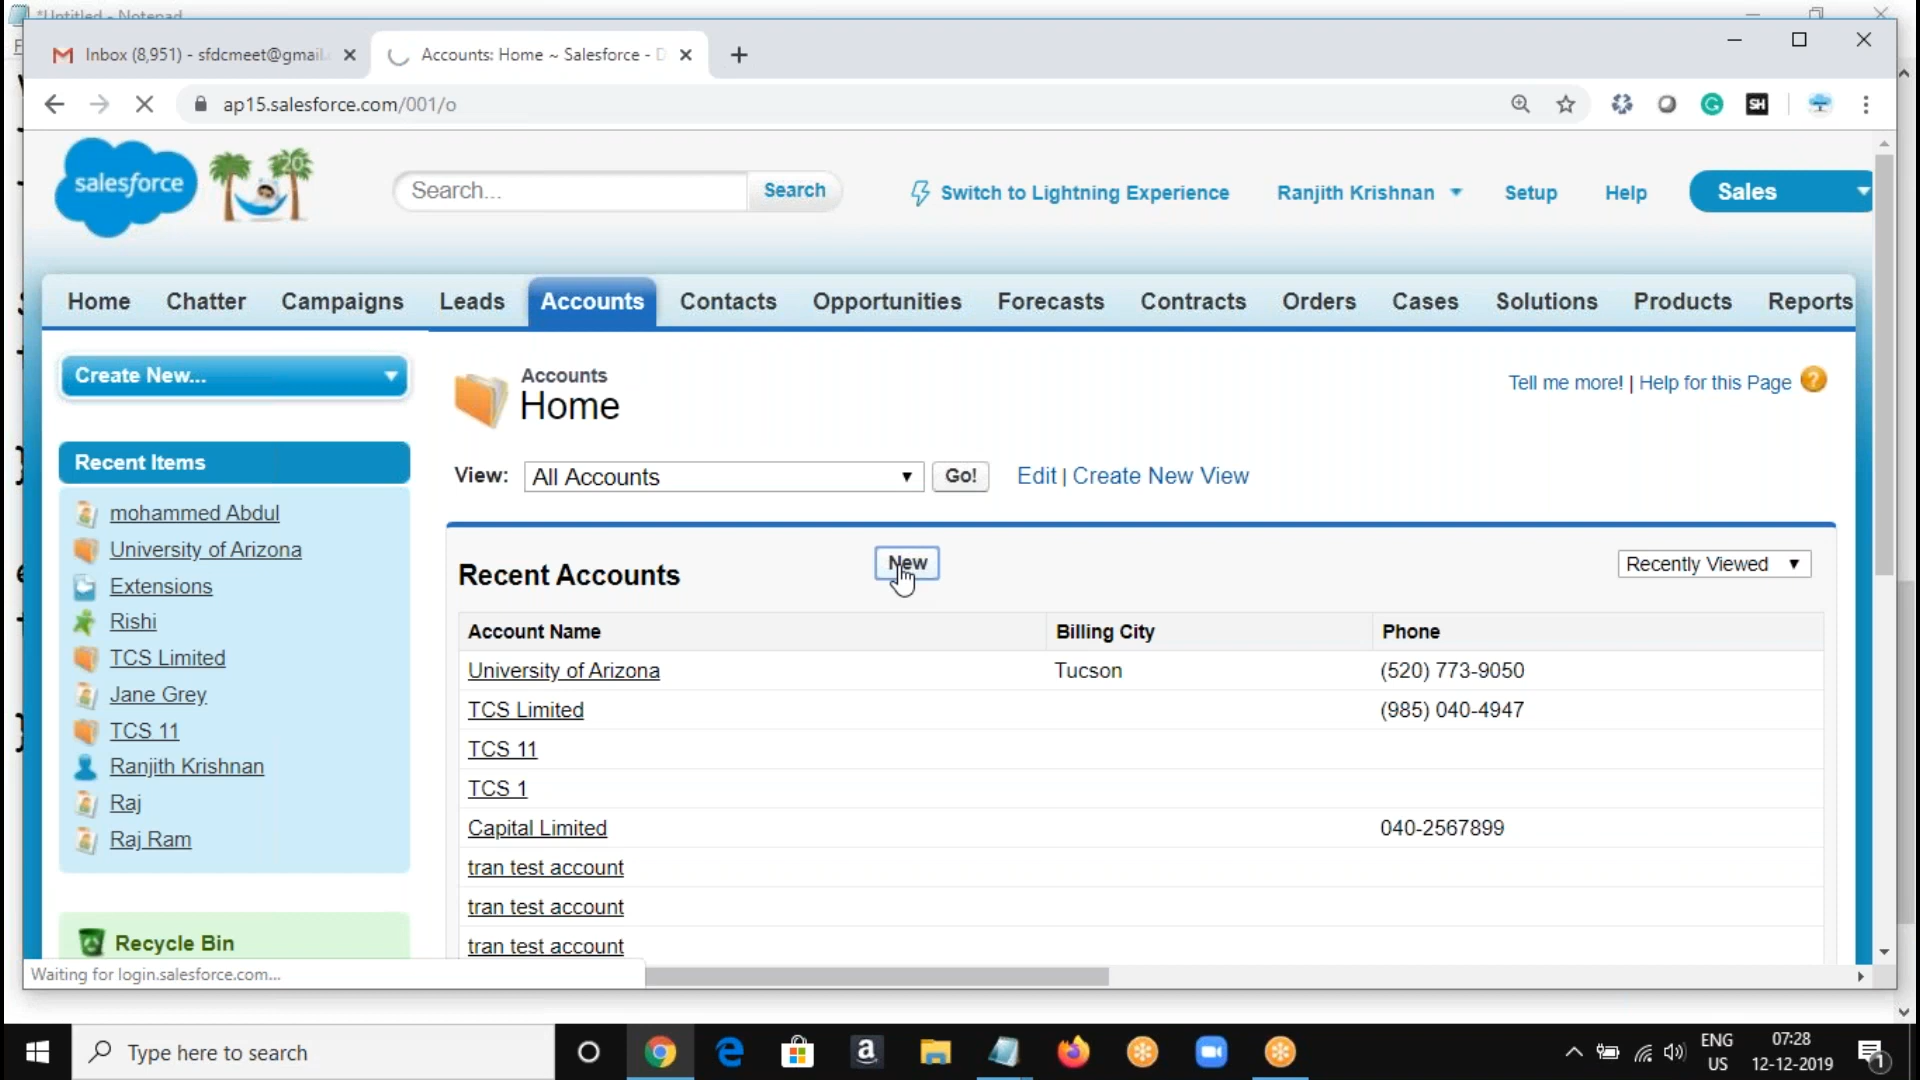 *Untitled - Notepad
Inbox (8,951) - sfdcmeet@gmail.
Accounts: Home ~ Salesforce - D
ap15.salesforce.com/001/o
salesforce
20
Search...
Search
Switch to Lightning Experience
Ranjith Krishnan
Setup
Help
Sales
Home
Chatter
Campaigns
Leads
Accounts
Contacts
Opportunities
Forecasts
Contracts
Orders
Cases
Solutions
Products
Reports
Create New...
Accounts
Home
Tell me more! | Help for this Page
View: All Accounts Go! Edit | Create New View
Recent Items
mohammed Abdul
University of Arizona
Extensions
Rishi
TCS Limited
Jane Grey
TCS 11
Ranjith Krishnan
Raj
Raj Ram
Recycle Bin
Recent Accounts
New
Recently Viewed
Account Name Billing City Phone
University of Arizona Tucson (520) 773-9050
TCS Limited (985) 040-4947
TCS 11
TCS 1
Capital Limited 040-2567899
tran test account
tran test account
tran test account
Waiting for login.salesforce.com...
Type here to search
ENG
US
07:28
12-12-2019
1